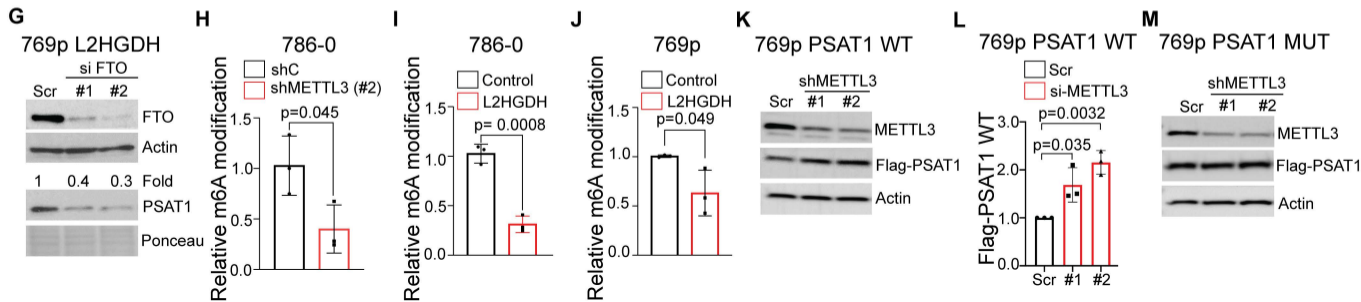 G
769p L2HGDH
si FTO
Scr #1 #2
FTO
Actin
1 0.4 0.3 Fold
PSAT1
Ponceau
H
786-0
shC
shMETTL3 (#2)
Relative m6A modification
p=0.045
1.5
1.0
0.5
0.0
I
786-0
Control
L2HGDH
Relative m6A modification
p= 0.0008
1.5
1.0
0.5
0.0
J
769p
Control
L2HGDH
Relative m6A modification
p=0.049
1.5
1.0
0.5
0.0
K
769p PSAT1 WT
shMETTL3
Scr #1 #2
METTL3
Flag-PSAT1
Actin
L
769p PSAT1 WT
Scr
si-METTL3
Flag-PSAT1 WT
p=0.0032
p=0.035
3.0
2.0
1.0
0.0
Scr #1 #2
M
769p PSAT1 MUT
shMETTL3
Scr #1 #2
METTL3
Flag-PSAT1
Actin